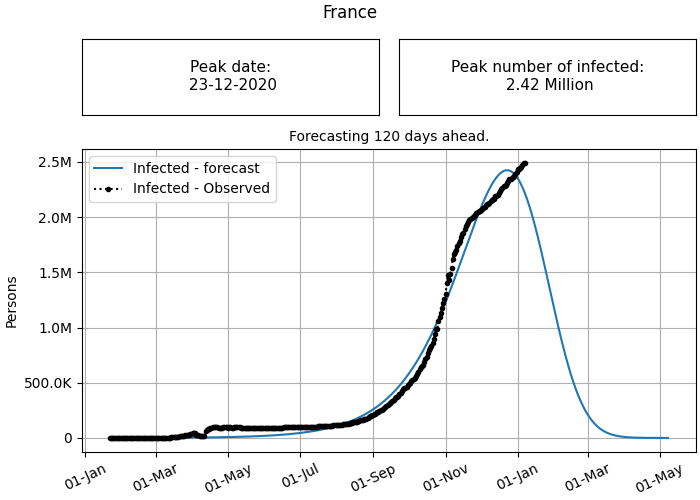 France
Peak date:
23-12-2020
Peak number of infected:
2.42 Million
Forecasting 120 days ahead.
Infected - forecast
Infected - Observed
Persons
2.5M
2.0M
1.5M
1.0M
500.0K
0
01-Jan
01-Mar
01-May
01-Jul
01-Sep
01-Nov
01-Jan
01-Mar
01-May